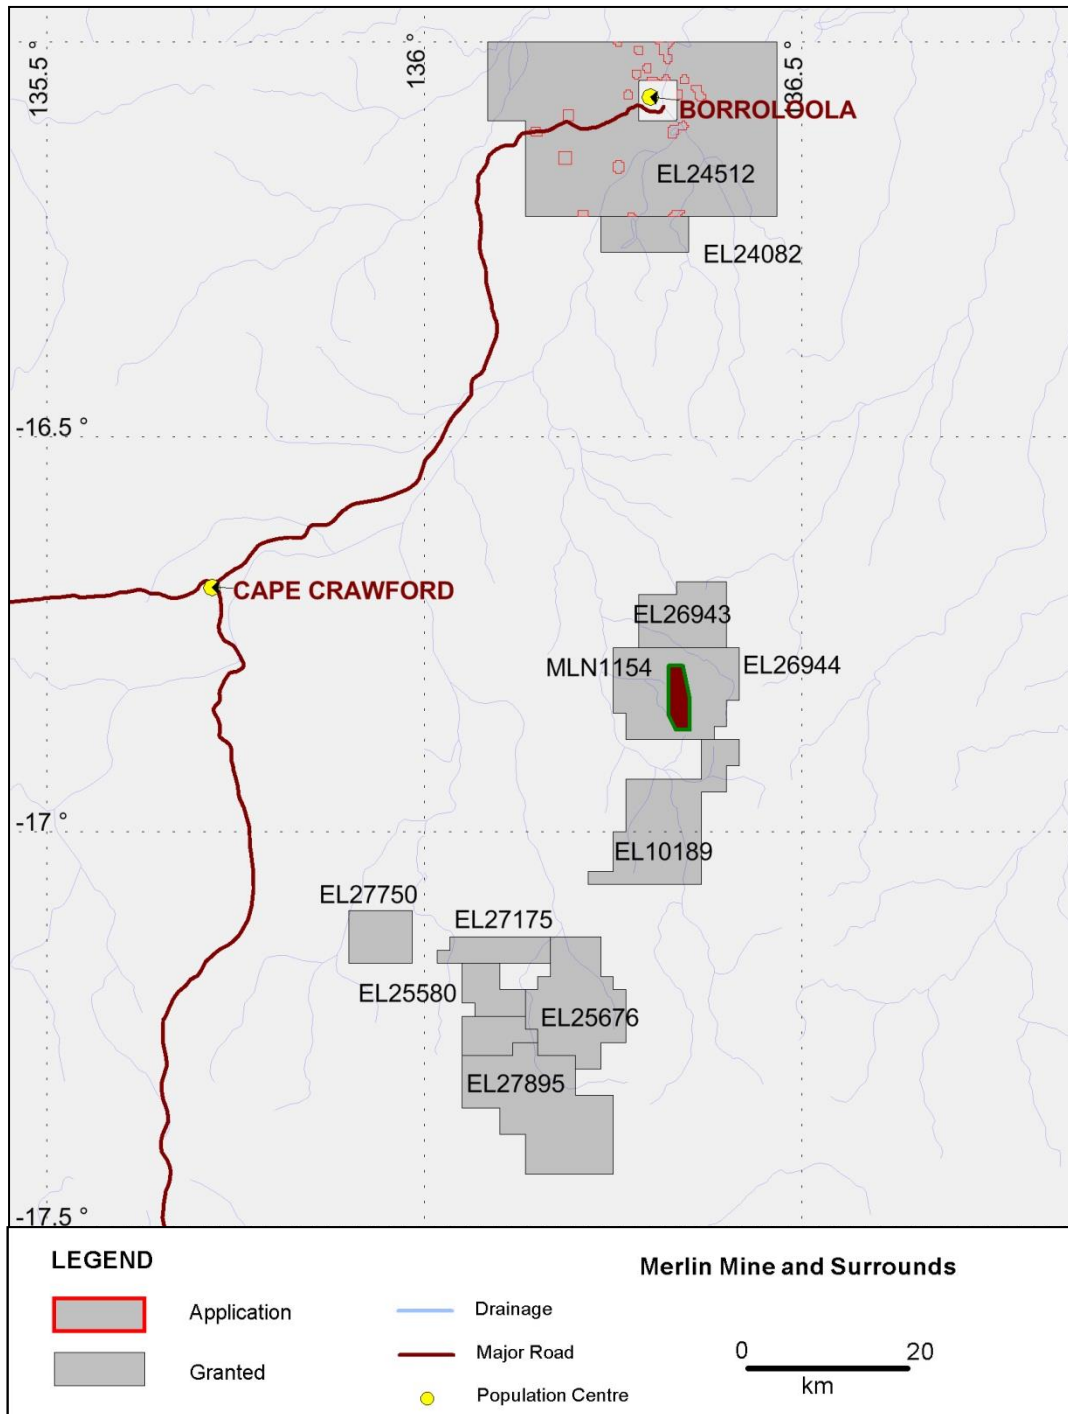 135.5 °
136 °
136.5 °
BORROLOOLA
EL24512
EL24082
-16.5 °
CAPE CRAWFORD
EL26943
MLN1154
EL26944
-17 °
EL10189
EL27750
EL27175
EL25580
EL25676
EL27895
-17.5 °
LEGEND
Merlin Mine and Surrounds
Application
Drainage
Granted
Major Road
Population Centre
0 20
km